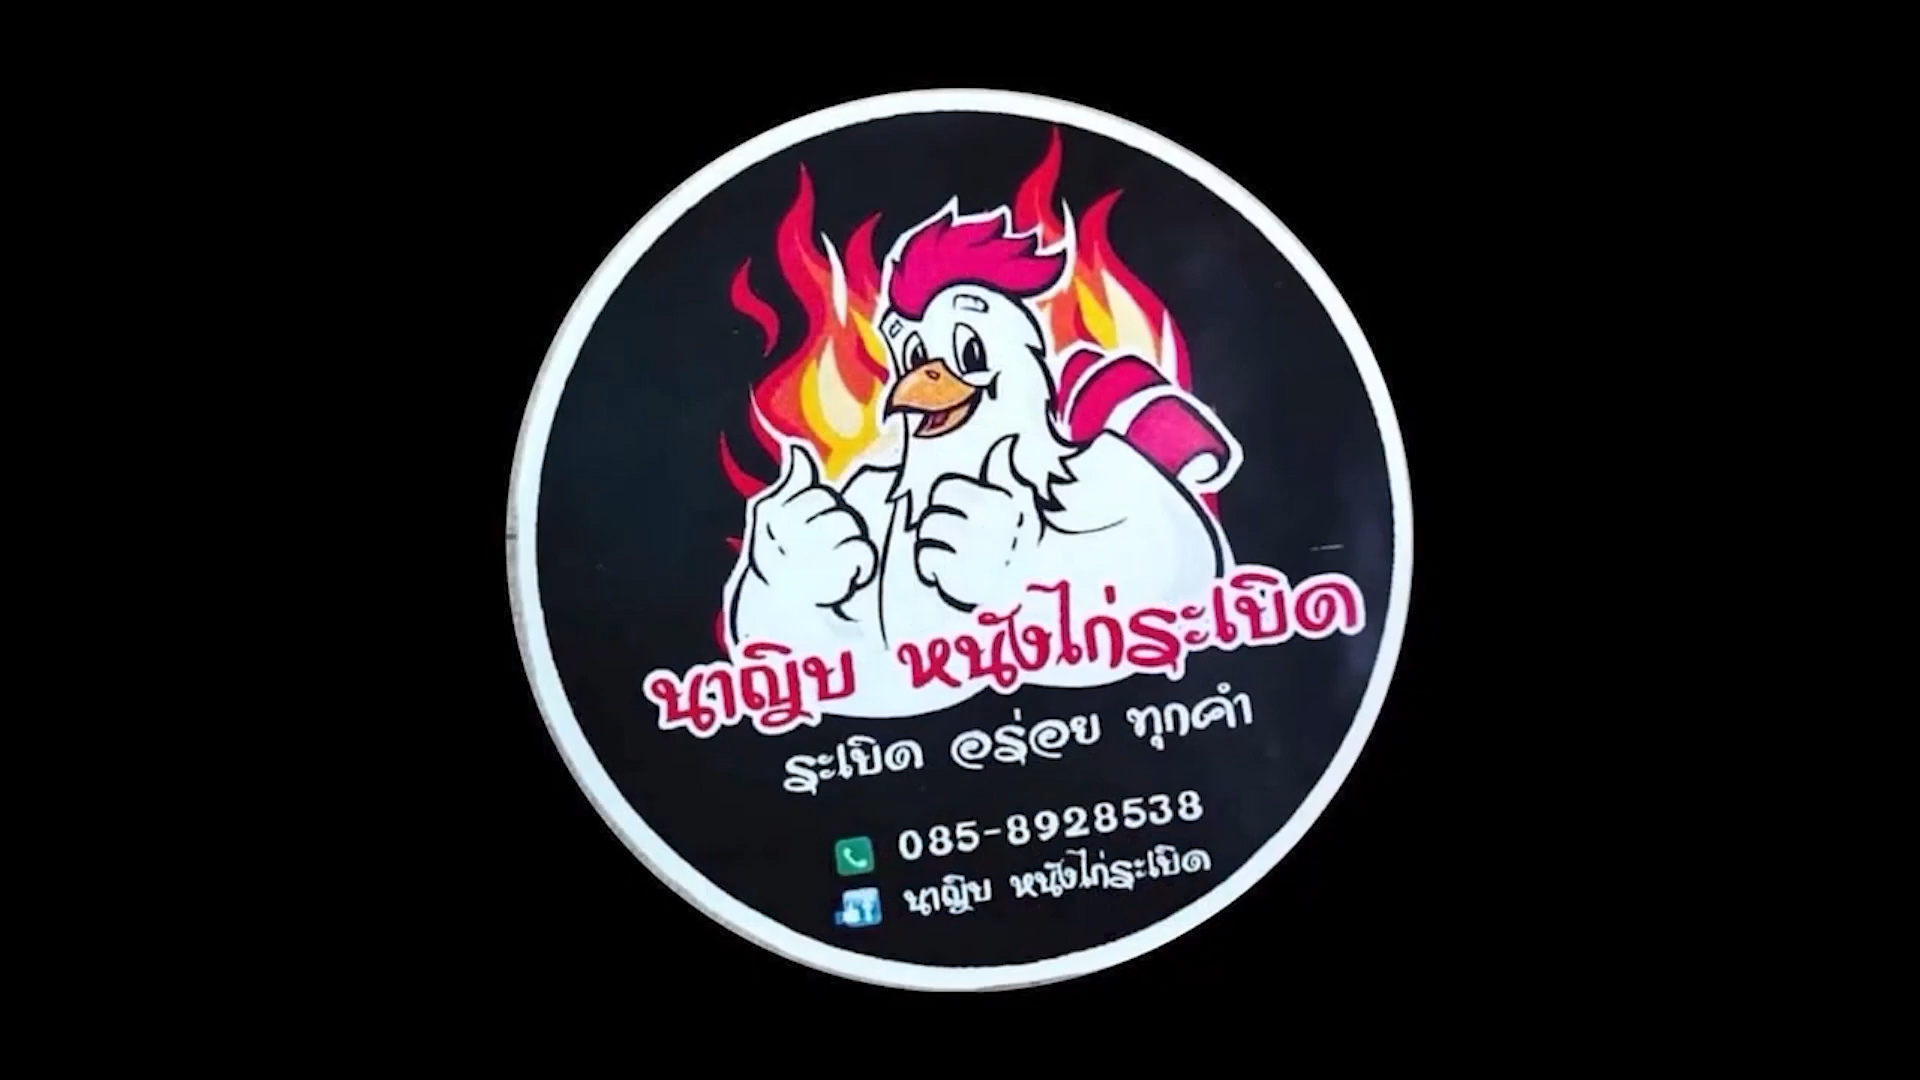 นาญิบ หนังไก่ระเบิด
ระเบิด อร่อย ทุกคำ
085-8928538
นาญิบ หนังไก่ระเบิด